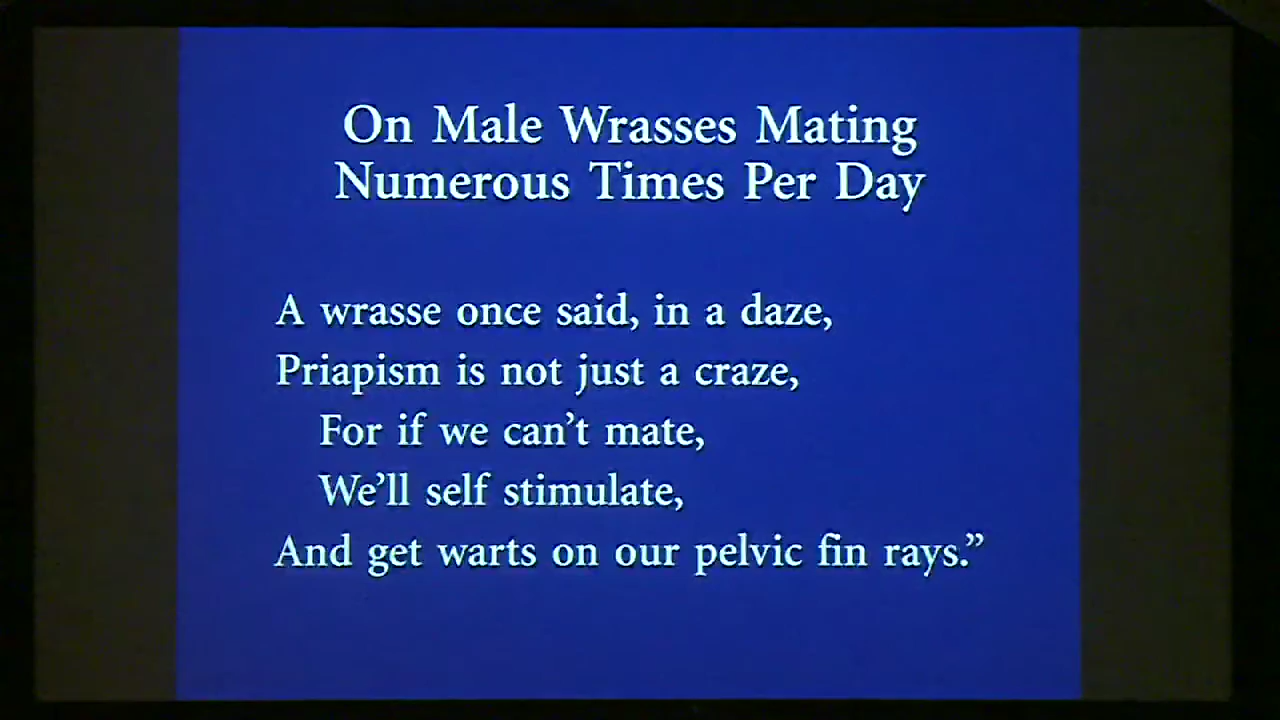 On Male Wrasses Mating
Numerous Times Per Day
A wrasse once said, in a daze,
Priapism is not just a craze,
For if we can’t mate,
We’ll self stimulate,
And get warts on our pelvic fin rays.”